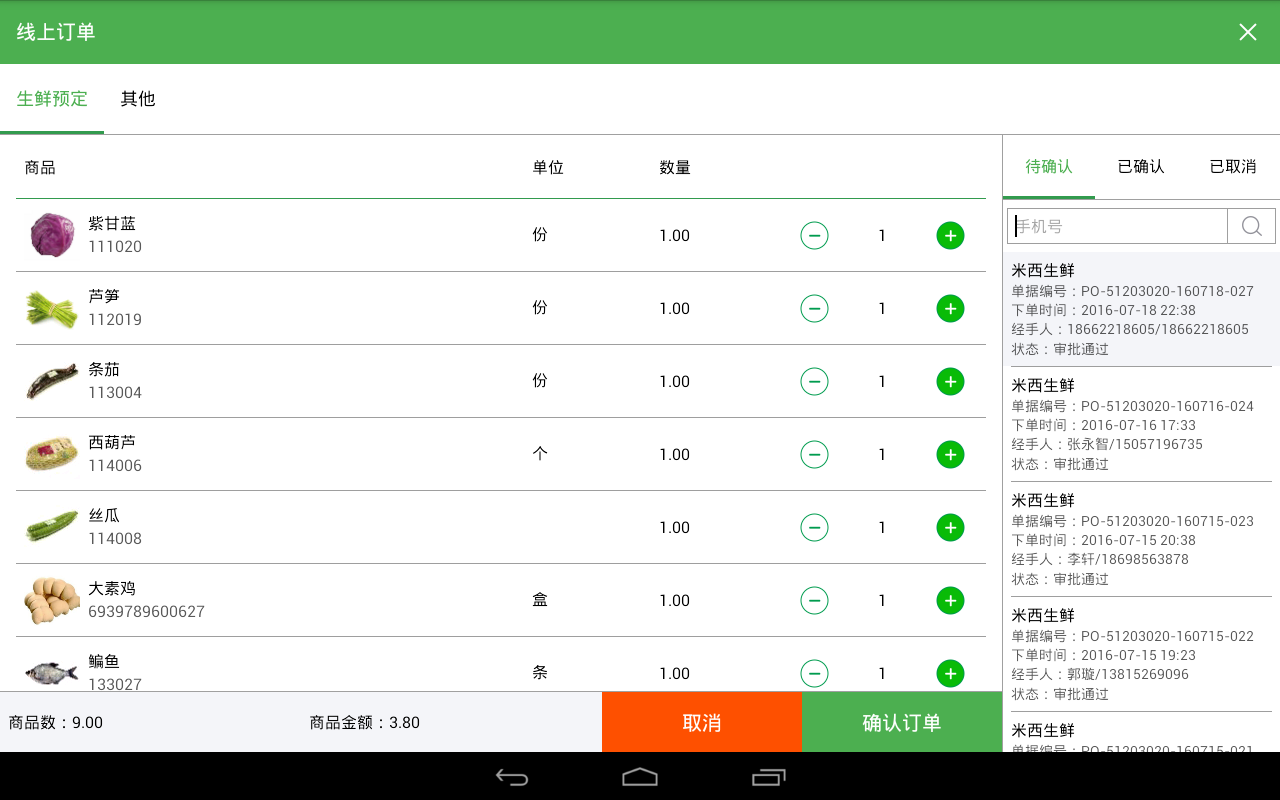 线上订单
生鲜预定 其他
商品 单位 数量
紫甘蓝
111020
份 1.00 1
芦笋
112019
份 1.00 1
条茄
113004
份 1.00 1
西葫芦
114006
个 1.00 1
丝瓜
114008
1.00 1
大素鸡
6939789600627
盒 1.00 1
鳊鱼
133027
条 1.00 1
商品数：9.00 商品金额：3.80 取消 确认订单
待确认 已确认 已取消
手机号
米西生鲜
单据编号：PO-51203020-160718-027
下单时间：2016-07-18 22:38
经手人：18662218605/18662218605
状态：审批通过
米西生鲜
单据编号：PO-51203020-160716-024
下单时间：2016-07-16 17:33
经手人：张永智/15057196735
状态：审批通过
米西生鲜
单据编号：PO-51203020-160715-023
下单时间：2016-07-15 20:38
经手人：李轩/18698563878
状态：审批通过
米西生鲜
单据编号：PO-51203020-160715-022
下单时间：2016-07-15 19:23
经手人：郭璇/13815269096
状态：审批通过
米西生鲜
单据编号：PO-51203020-160715-021